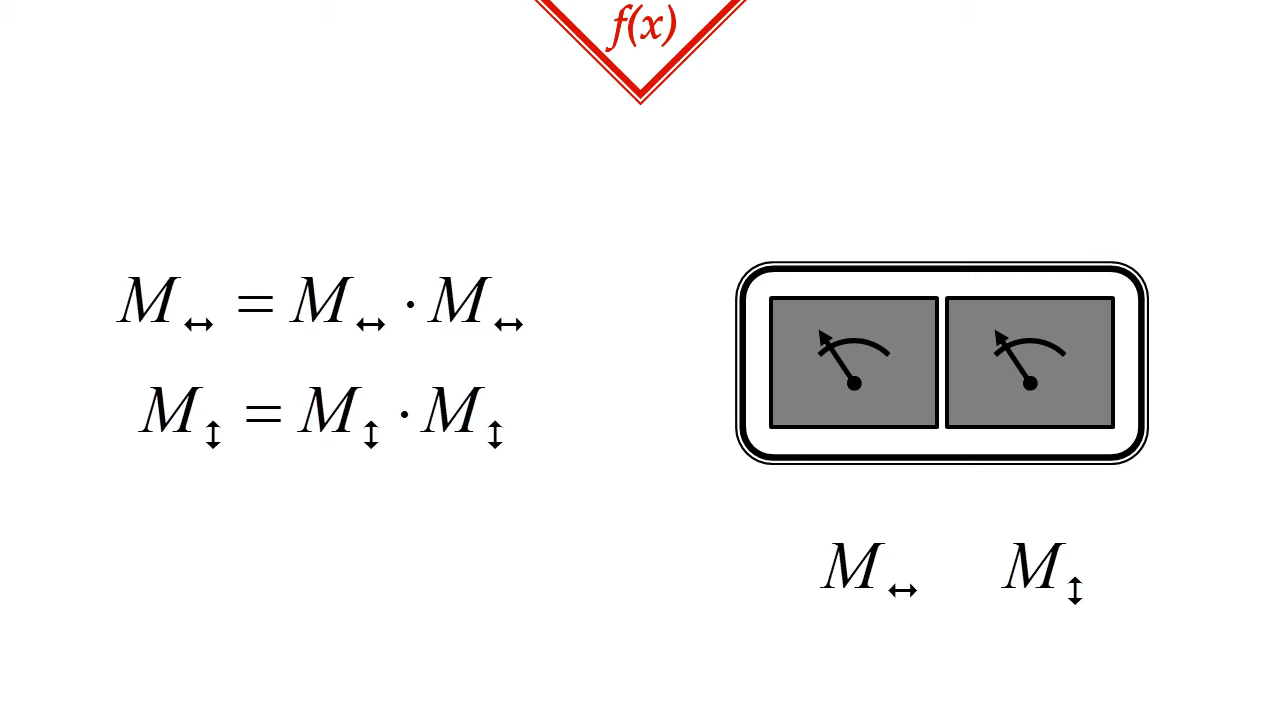 f(x)
M↔ = M↔ · M↔
M↕ = M↕ · M↕
M↔ M↕